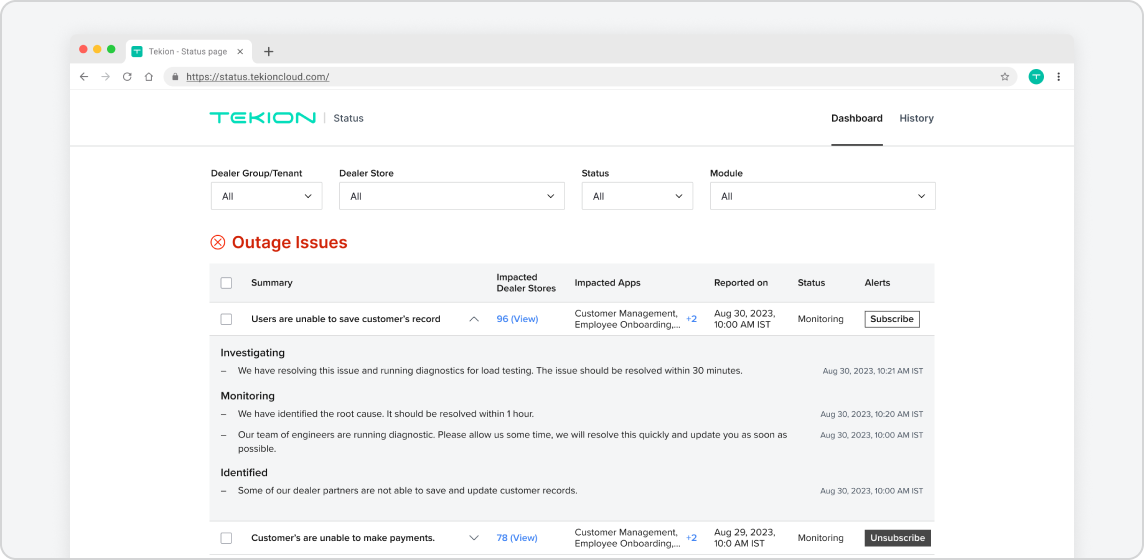 Tekion - Status page
https://status.tekioncloud.com/
TEKION Status
Dashboard History
Dealer Group/Tenant Dealer Store Status Module
All All All All
Outage Issues
Summary Impacted Dealer Stores Impacted Apps Reported on Status Alerts
Users are unable to save customer's record 96 (View) Customer Management, Employee Onboarding,... +2 Aug 30, 2023, 10:00 AM IST Monitoring Subscribe
Investigating
– We have resolving this issue and running diagnostics for load testing. The issue should be resolved within 30 minutes. Aug 30, 2023, 10:21 AM IST
Monitoring
– We have identified the root cause. It should be resolved within 1 hour. Aug 30, 2023, 10:20 AM IST
– Our team of engineers are running diagnostic. Please allow us some time, we will resolve this quickly and update you as soon as Aug 30, 2023, 10:00 AM IST
possible.
Identified
– Some of our dealer partners are not able to save and update customer records. Aug 30, 2023, 10:00 AM IST
Customer's are unable to make payments. 78 (View) Customer Management, Employee Onboarding,... +2 Aug 29, 2023, 10:0 AM IST Monitoring Unsubscribe